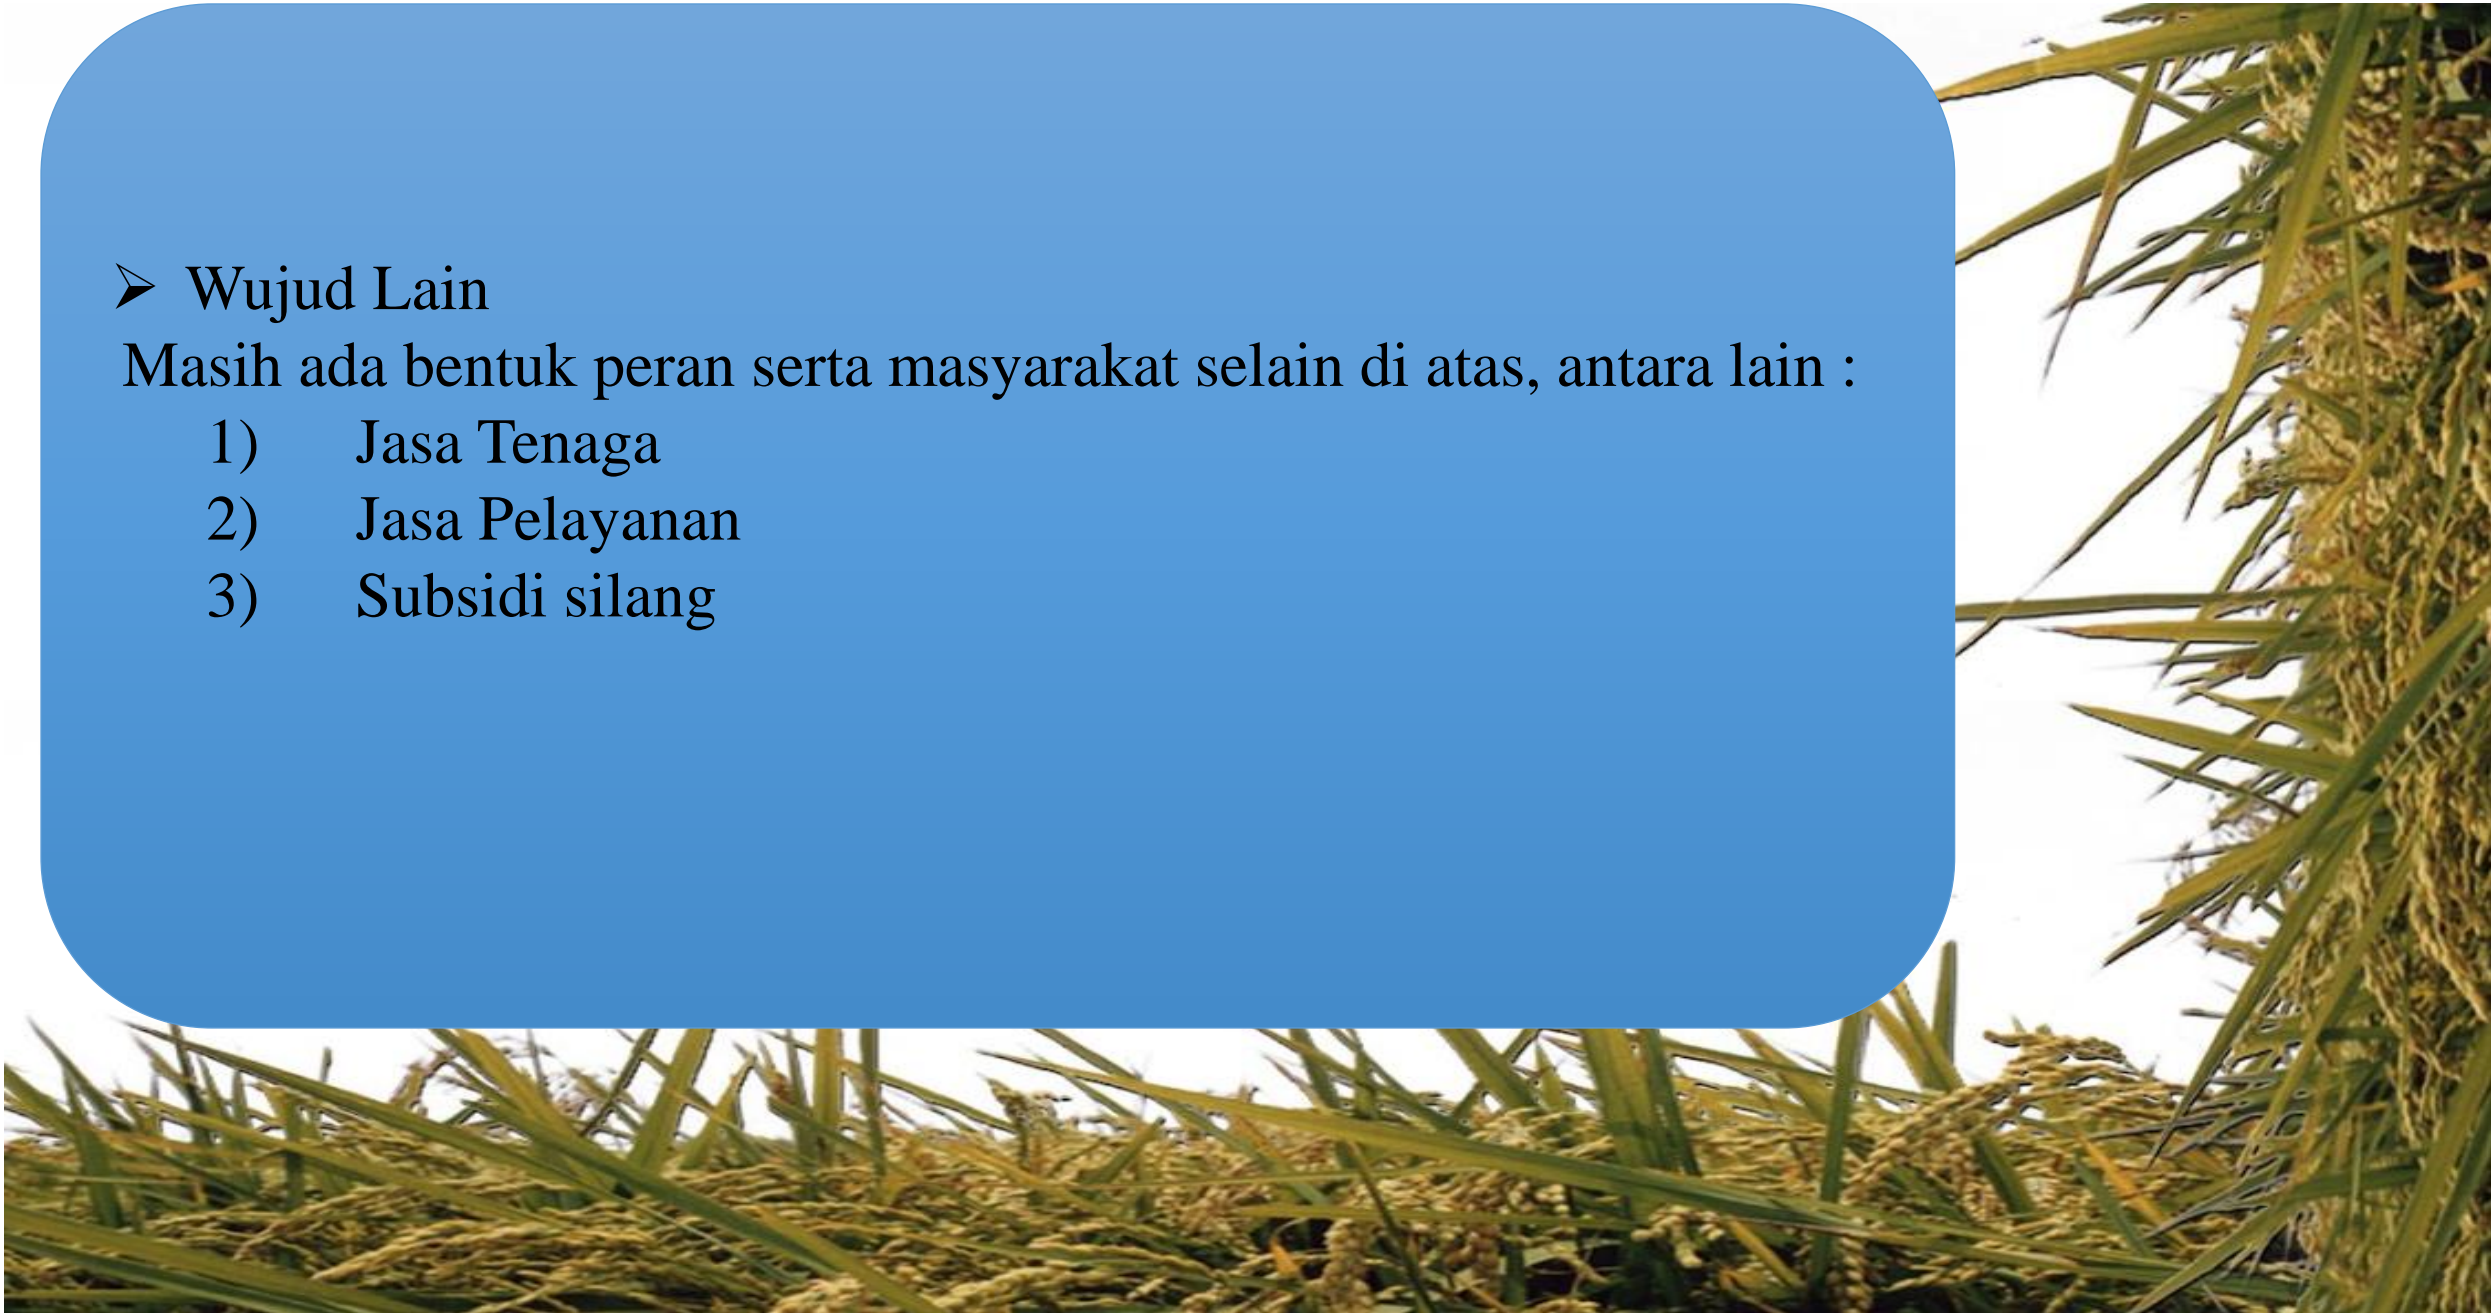 ➢ Wujud Lain
Masih ada bentuk peran serta masyarakat selain di atas, antara lain :
1) Jasa Tenaga
2) Jasa Pelayanan
3) Subsidi silang